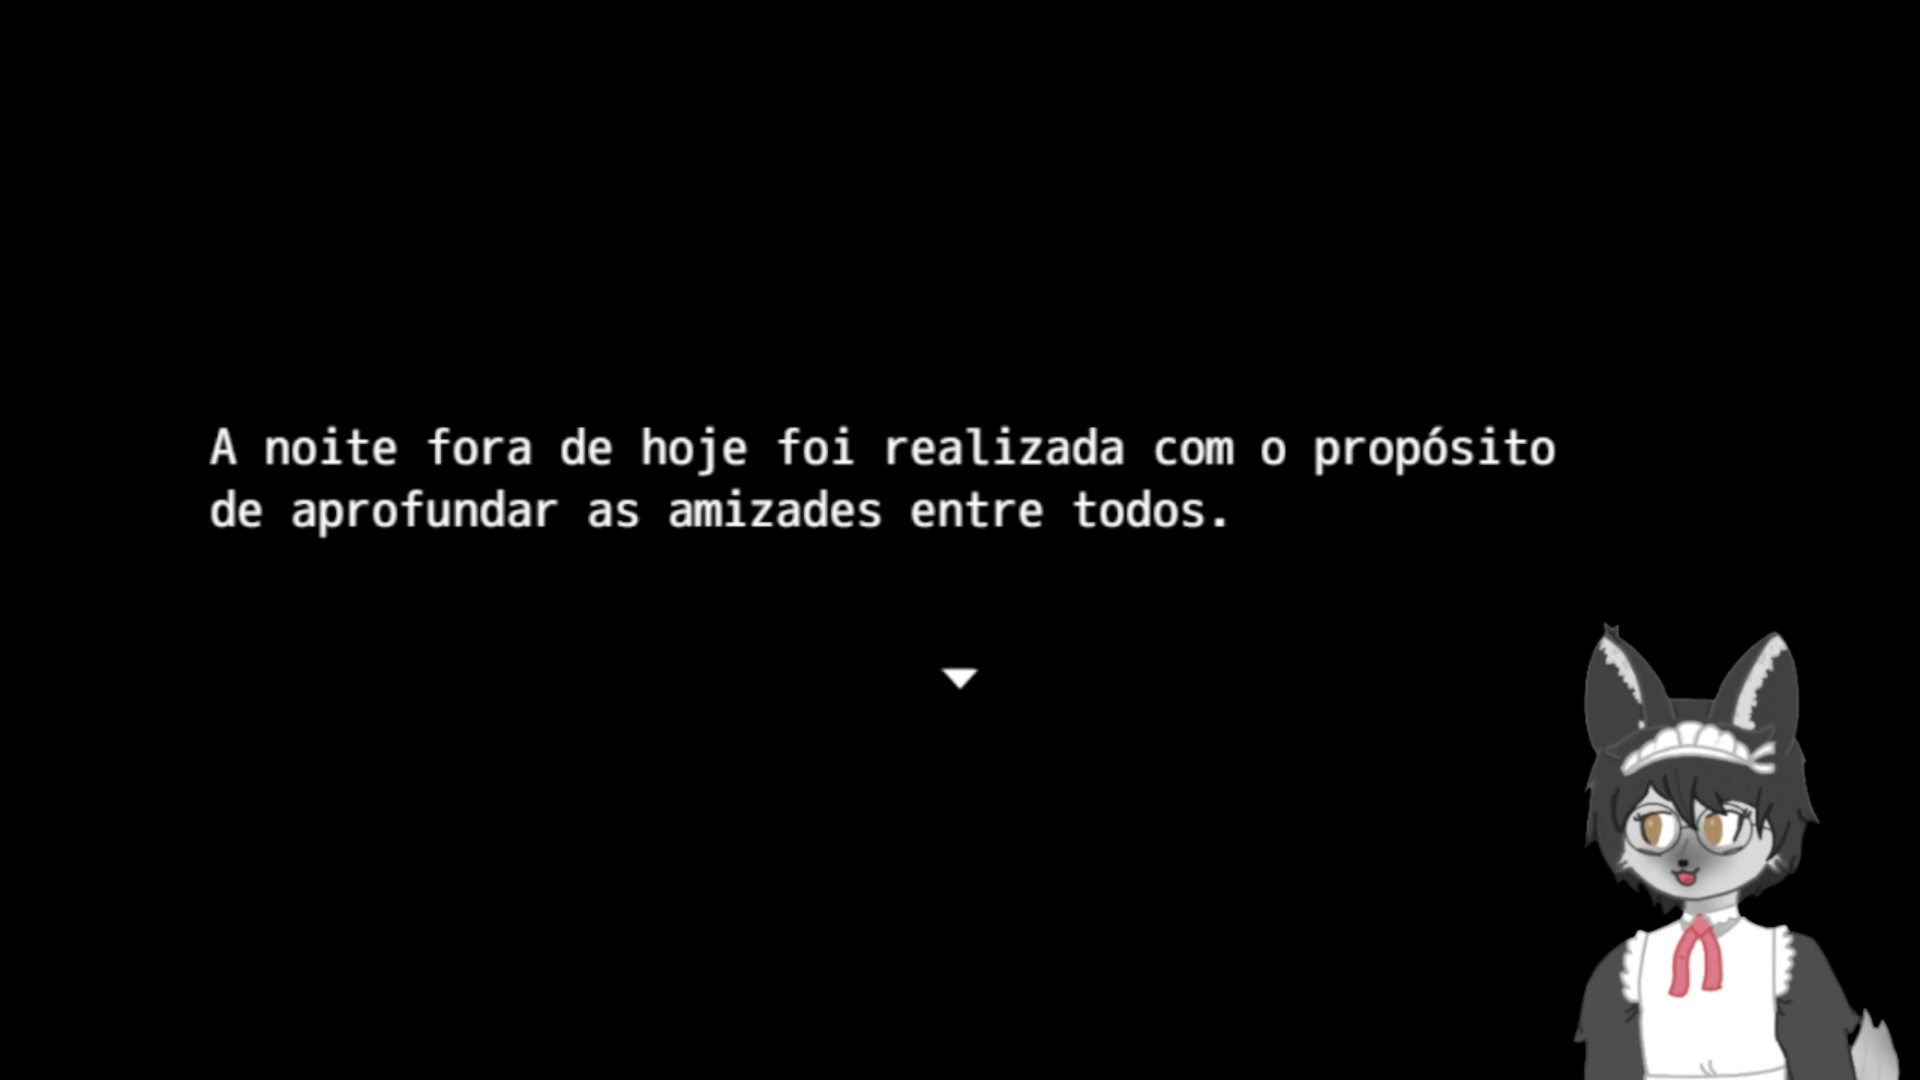 A noite fora de hoje foi realizada com o propósito
de aprofundar as amizades entre todos.